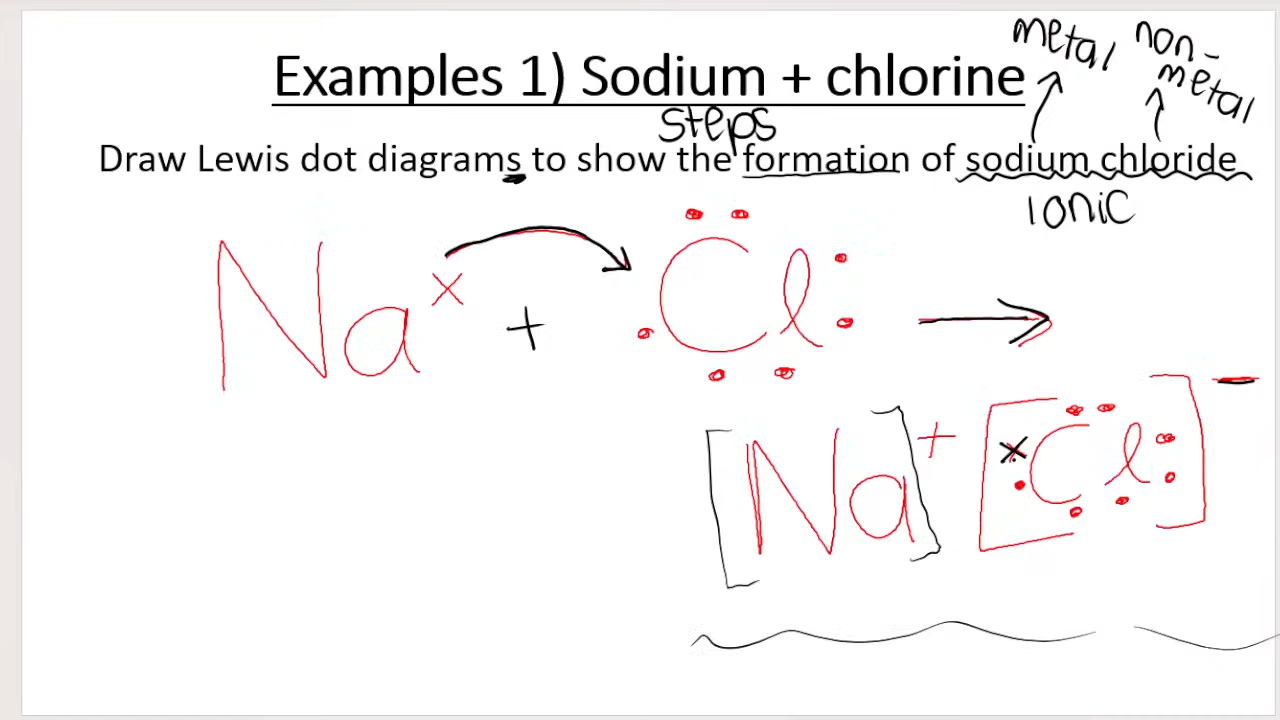 metal non-
metal
Examples 1) Sodium + chlorine
steps
Draw Lewis dot diagrams to show the formation of sodium chloride
ionic
Na x + Cl
[Na]+ [x Cl]−